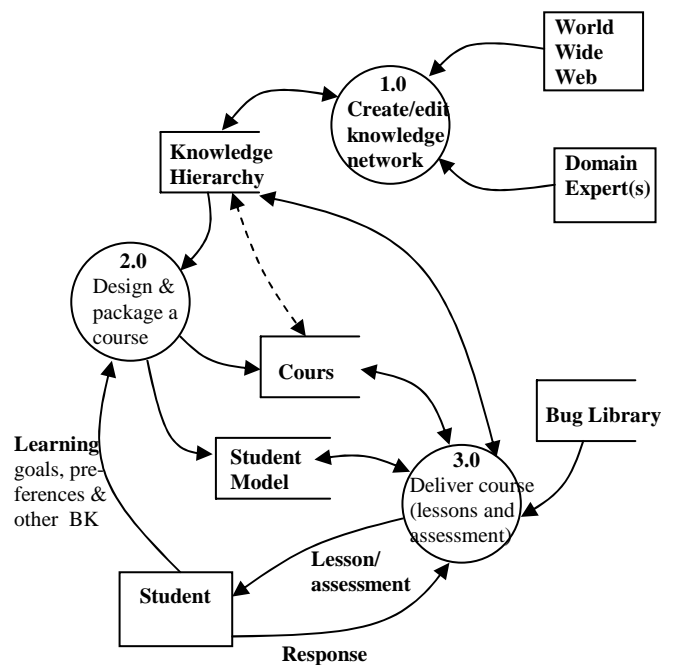 World
Wide
Web
1.0
Create/edit
knowledge
network
Knowledge
Hierarchy
Domain
Expert(s)
2.0
Design &
package a
course
Cours
Bug Library
Learning
goals, pre-
ferences &
other BK
Student
Model
3.0
Deliver course
(lessons and
assessment)
Lesson/
assessment
Student
Response